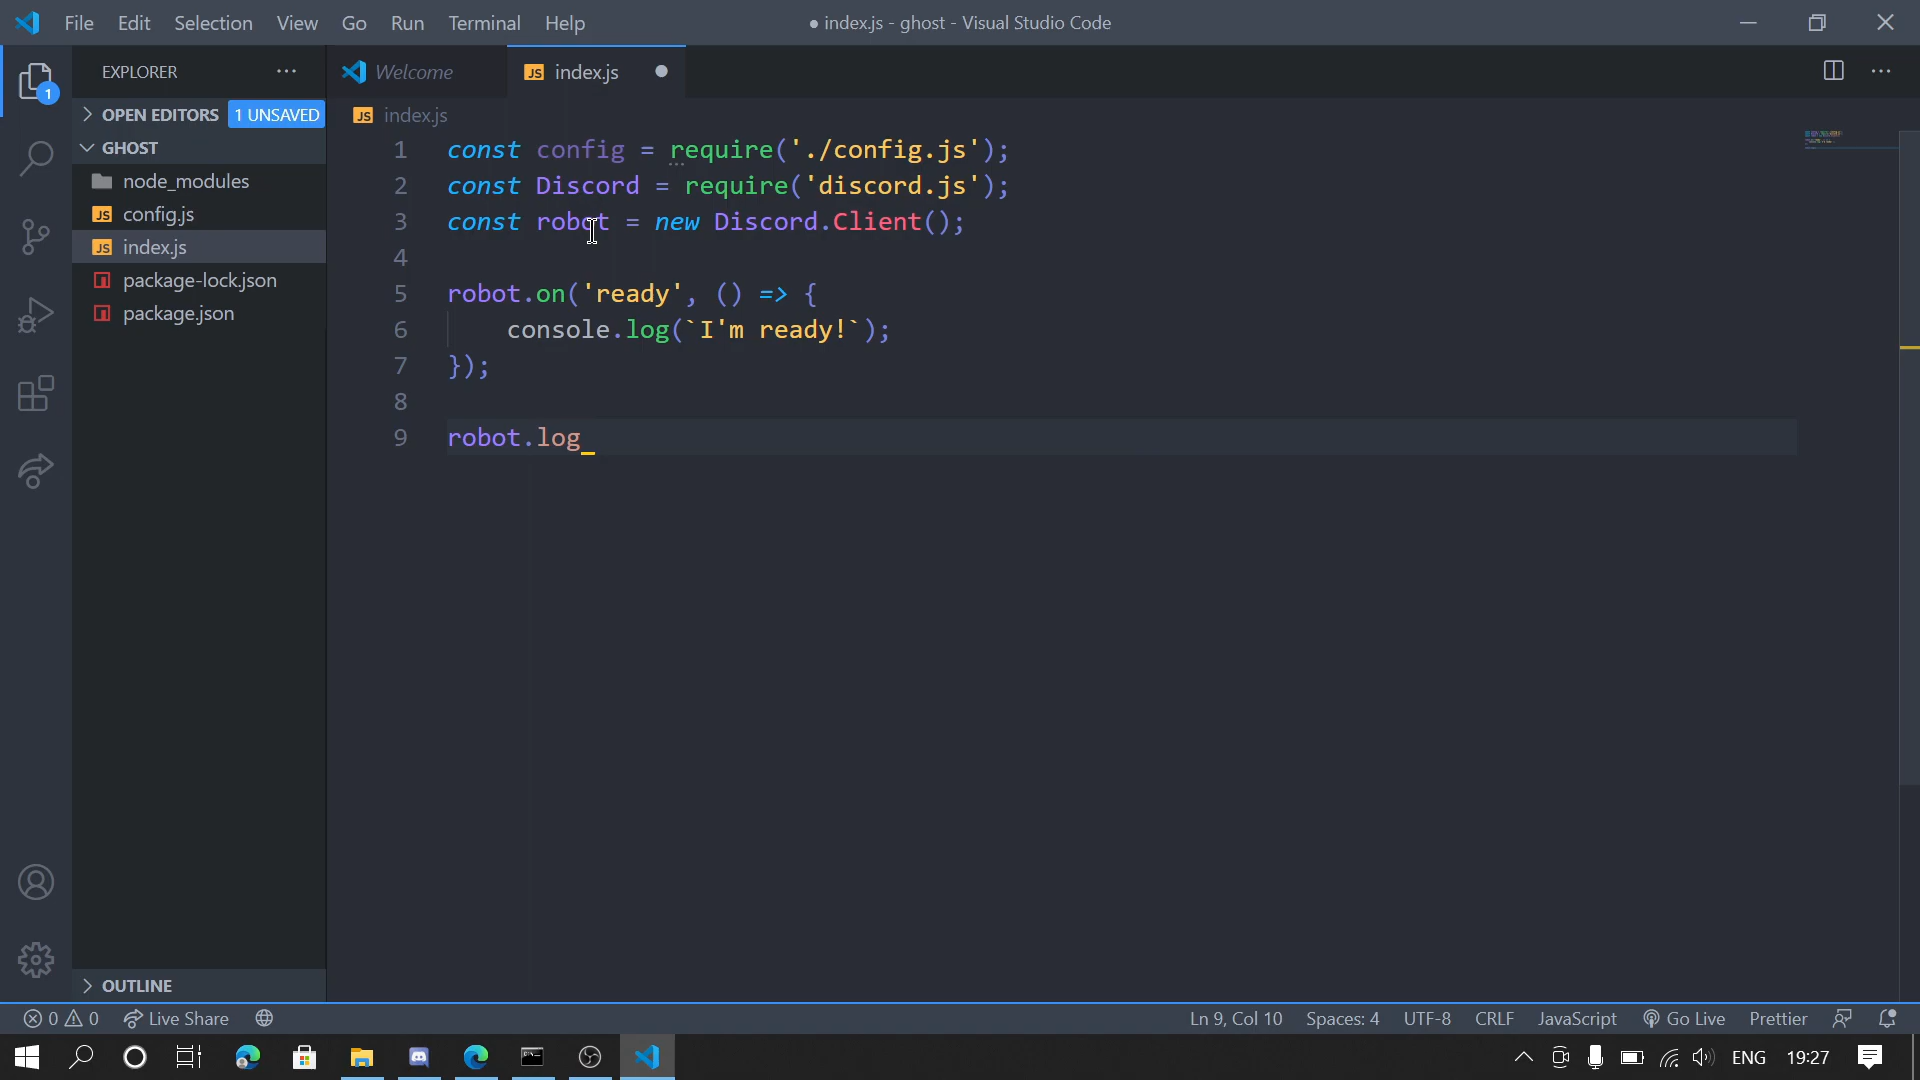 File Edit Selection View Go Run Terminal Help ● index.js - ghost - Visual Studio Code
EXPLORER ··· Welcome JS index.js ● ···
1
OPEN EDITORS 1 UNSAVED JS index.js
GHOST
node_modules
JS config.js
JS index.js
package-lock.json
package.json
1 const config = require('./config.js');
2 const Discord = require('discord.js');
3 const robot = new Discord.Client();
4
5 robot.on('ready', () => {
6 console.log(`I'm ready!`);
7 });
8
9 robot.log_
OUTLINE
0 0 Live Share Ln 9, Col 10 Spaces: 4 UTF-8 CRLF JavaScript Go Live Prettier
ENG 19:27